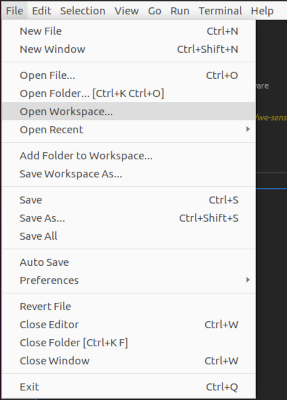 File Edit Selection View Go Run Terminal Help
New File Ctrl+N
New Window Ctrl+Shift+N
Open File... Ctrl+O
Open Folder... [Ctrl+K Ctrl+O]
ware
Open Workspace...
/we-sens
Open Recent
Add Folder to Workspace...
Save Workspace As...
Save Ctrl+S
Save As... Ctrl+Shift+S
Save All
Auto Save
Preferences
Revert File
Close Editor Ctrl+W
Close Folder [Ctrl+K F]
Close Window Ctrl+W
Exit Ctrl+Q